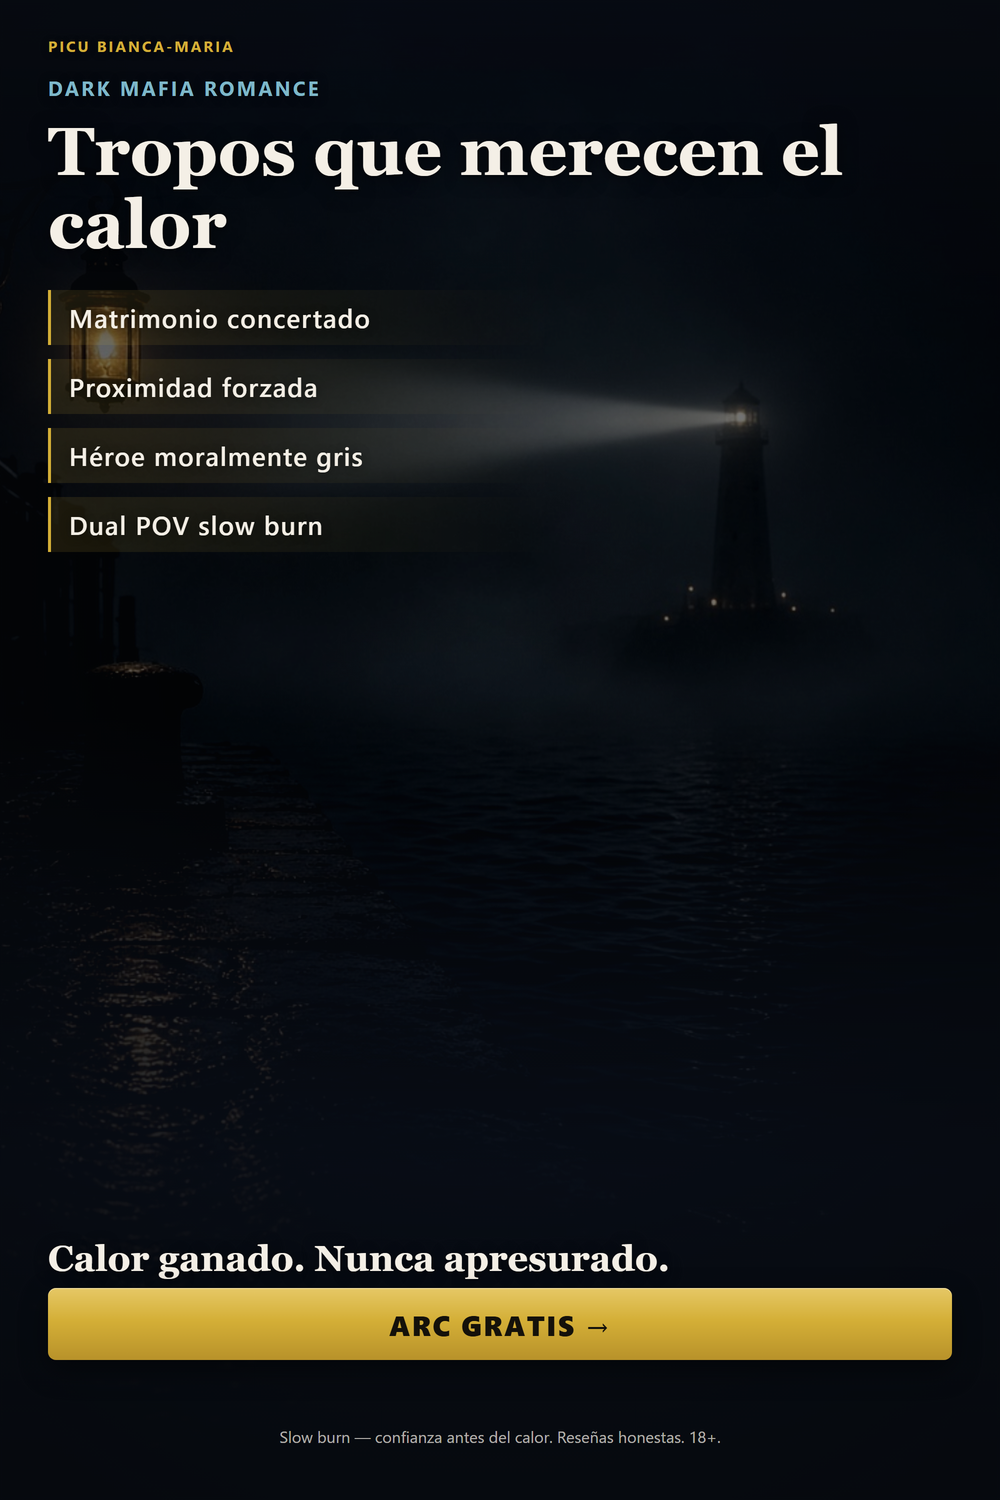 PICU BIANCA-MARIA
DARK MAFIA ROMANCE
Tropos que merecen el
calor
Matrimonio concertado
Proximidad forzada
Héroe moralmente gris
Dual POV slow burn
Calor ganado. Nunca apresurado.
ARC GRATIS →
Slow burn — confianza antes del calor. Reseñas honestas. 18+.